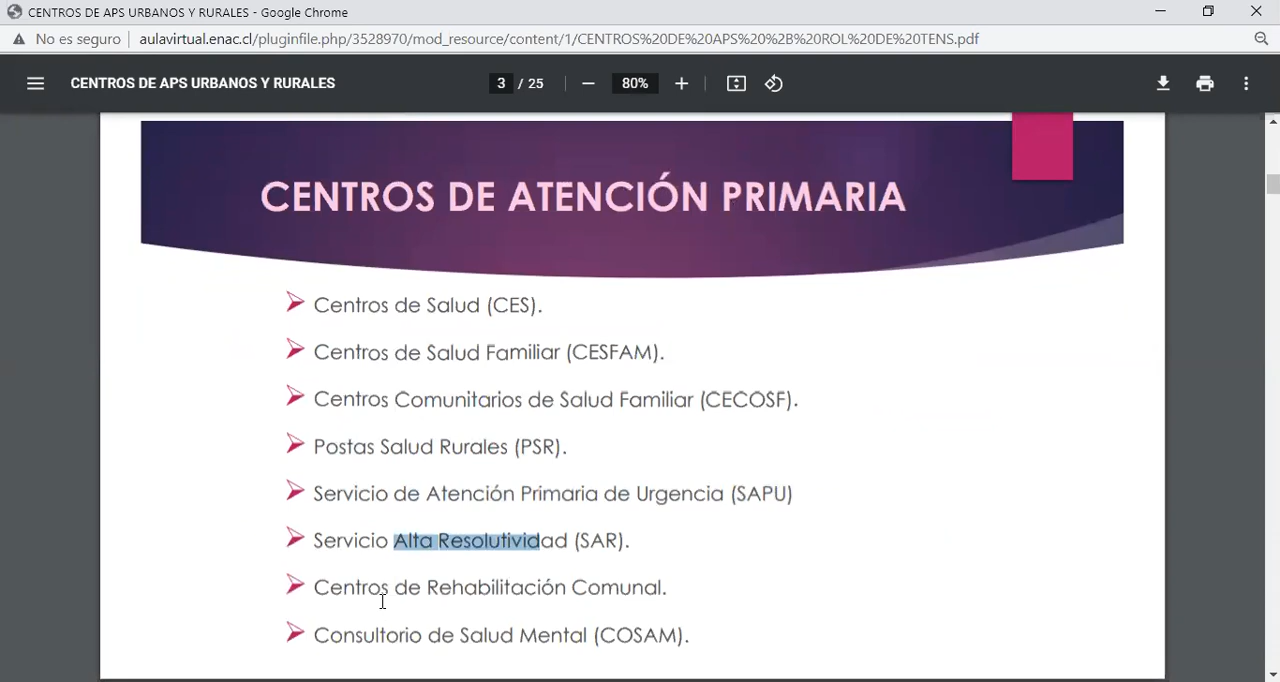 CENTROS DE APS URBANOS Y RURALES - Google Chrome
No es seguro | aulavirtual.enac.cl/pluginfile.php/3528970/mod_resource/content/1/CENTROS%20DE%20APS%20%2B%20ROL%20DE%20TENS.pdf
CENTROS DE APS URBANOS Y RURALES 3 / 25 80%
CENTROS DE ATENCIÓN PRIMARIA
Centros de Salud (CES).
Centros de Salud Familiar (CESFAM).
Centros Comunitarios de Salud Familiar (CECOSF).
Postas Salud Rurales (PSR).
Servicio de Atención Primaria de Urgencia (SAPU)
Servicio Alta Resolutividad (SAR).
Centros de Rehabilitación Comunal.
Consultorio de Salud Mental (COSAM).